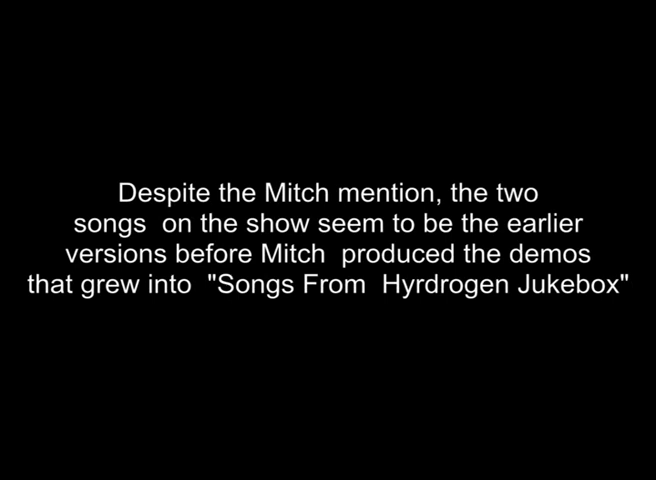 Despite the Mitch mention, the two
songs  on the show seem to be the earlier
versions before Mitch  produced the demos
that grew into  "Songs From  Hyrdrogen Jukebox"